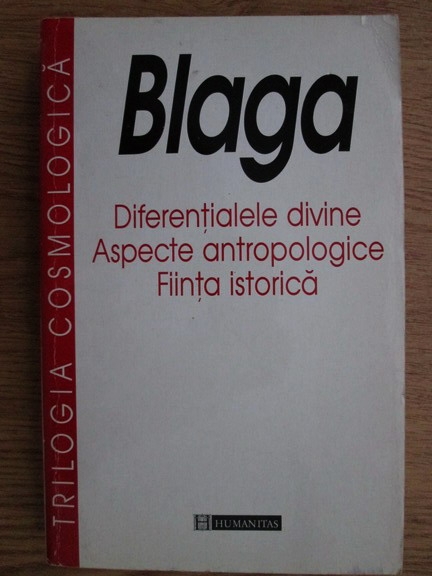 TRILOGIA COSMOLOGICĂ
Blaga
Diferențialele divine
Aspecte antropologice
Ființa istorică
HUMANITAS